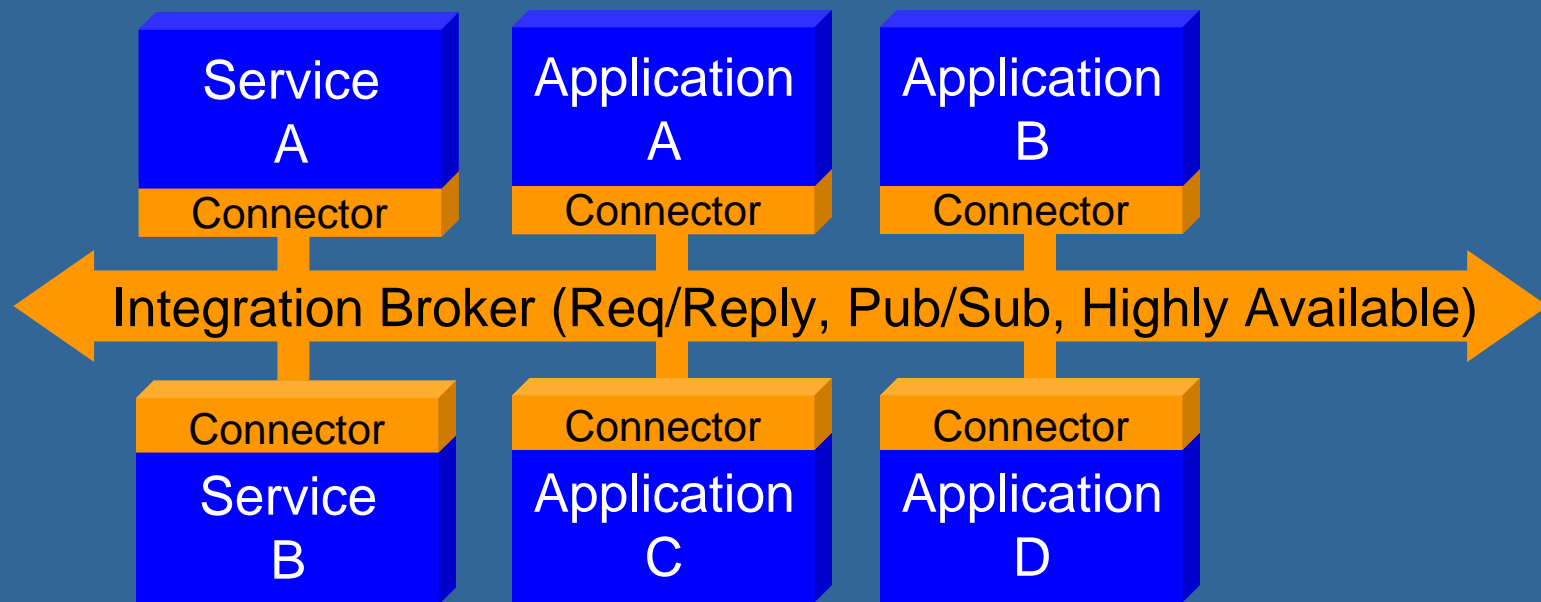 Service
A
Application
A
Application
B
Connector
Connector
Connector
Integration Broker (Req/Reply, Pub/Sub, Highly Available)
Connector
Connector
Connector
Service
B
Application
C
Application
D